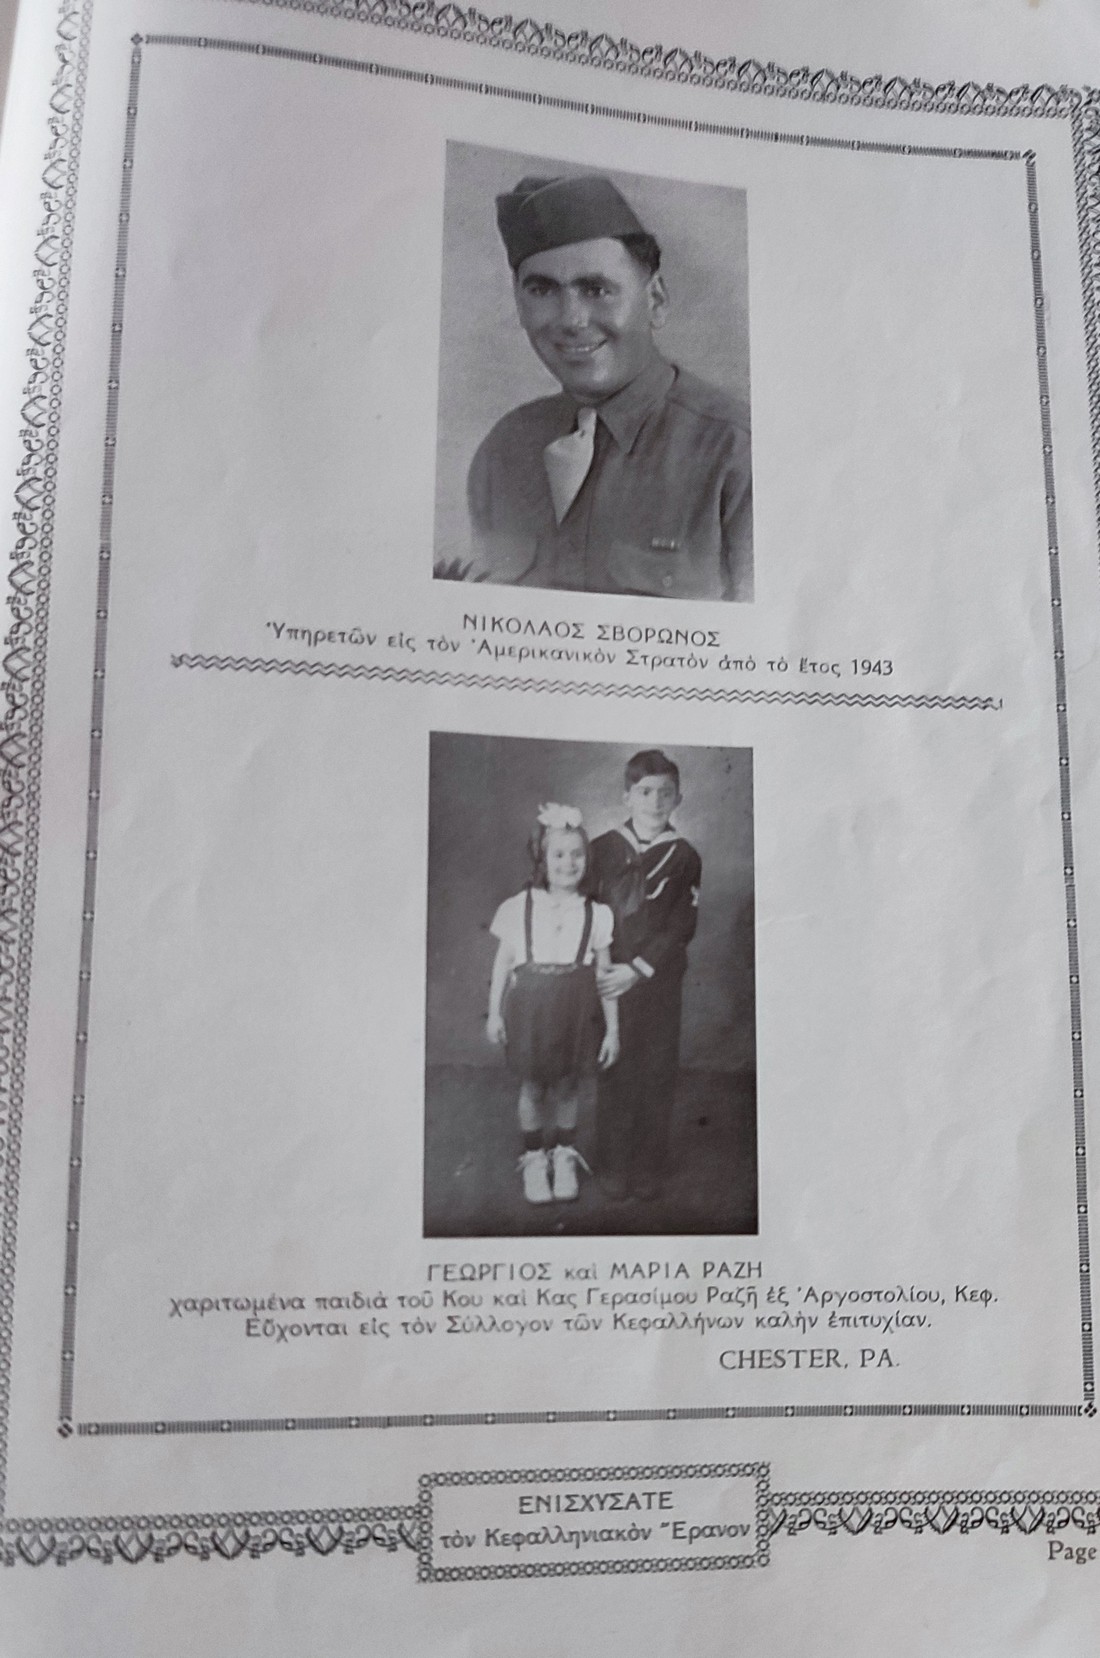 ΝΙΚΟΛΑΟΣ ΣΒΟΡΩΝΟΣ
Ὑπηρετῶν εἰς τὸν Ἀμερικανικὸν Στρατὸν ἀπὸ τὸ ἔτος 1943
ΓΕΩΡΓΙΟΣ καὶ ΜΑΡΙΑ ΡΑΖΗ
χαριτωμένα παιδιὰ τοῦ Κου καὶ Κας Γερασίμου Ραζῆ ἐξ Ἀργοστολίου, Κεφ.
Εὔχονται εἰς τὸν Σύλλογον τῶν Κεφαλλήνων καλὴν ἐπιτυχίαν.
CHESTER, PA.
ΕΝΙΣΧΥΣΑΤΕ
τὸν Κεφαλληνιακὸν Ἔρανον
Page